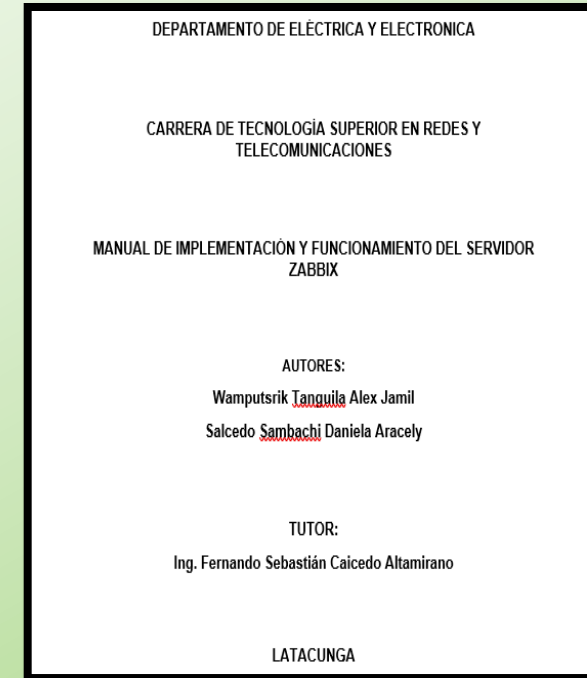 DEPARTAMENTO DE ELÉCTRICA Y ELECTRONICA
CARRERA DE TECNOLOGÍA SUPERIOR EN REDES Y
TELECOMUNICACIONES
MANUAL DE IMPLEMENTACIÓN Y FUNCIONAMIENTO DEL SERVIDOR
ZABBIX
AUTORES:
Wamputsrik Tanguila Alex Jamil
Salcedo Sambachi Daniela Aracely
TUTOR:
Ing. Fernando Sebastián Caicedo Altamirano
LATACUNGA